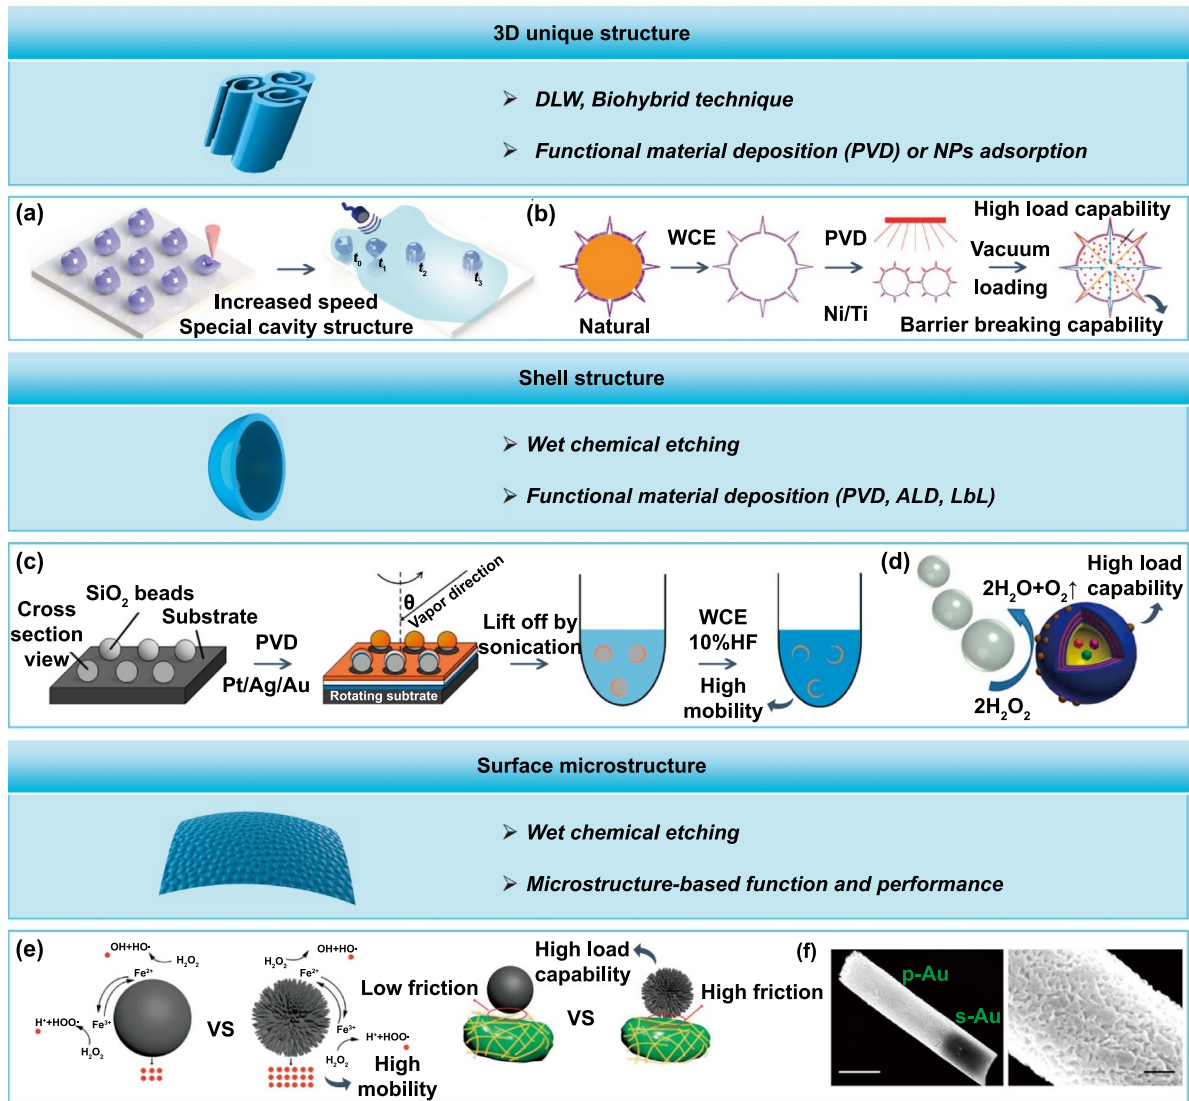 3D unique structure
➢ DLW, Biohybrid technique
➢ Functional material deposition (PVD) or NPs adsorption
(a)
t₀
t₁
t₂
t₃
Increased speed
Special cavity structure
(b)
WCE
Natural
PVD
Ni/Ti
High load capability
Vacuum
loading
Barrier breaking capability
Shell structure
➢ Wet chemical etching
➢ Functional material deposition (PVD, ALD, LbL)
(c)
SiO₂ beads
Cross
section
view
Substrate
PVD
Pt/Ag/Au
θ
Vapor direction
Rotating subtrate
Lift off by
sonication
WCE
10%HF
High
mobility
(d)
2H₂O+O₂↑
2H₂O₂
High load
capability
Surface microstructure
➢ Wet chemical etching
➢ Microstructure-based function and performance
(e)
OH+HO•
H₂O₂
Fe²⁺
Fe³⁺
H⁺+HOO•
H₂O₂
VS
OH+HO•
H₂O₂
Fe²⁺
Fe³⁺
H⁺+HOO•
H₂O₂
High
mobility
High load
capability
Low friction
VS
High friction
(f)
p-Au
s-Au